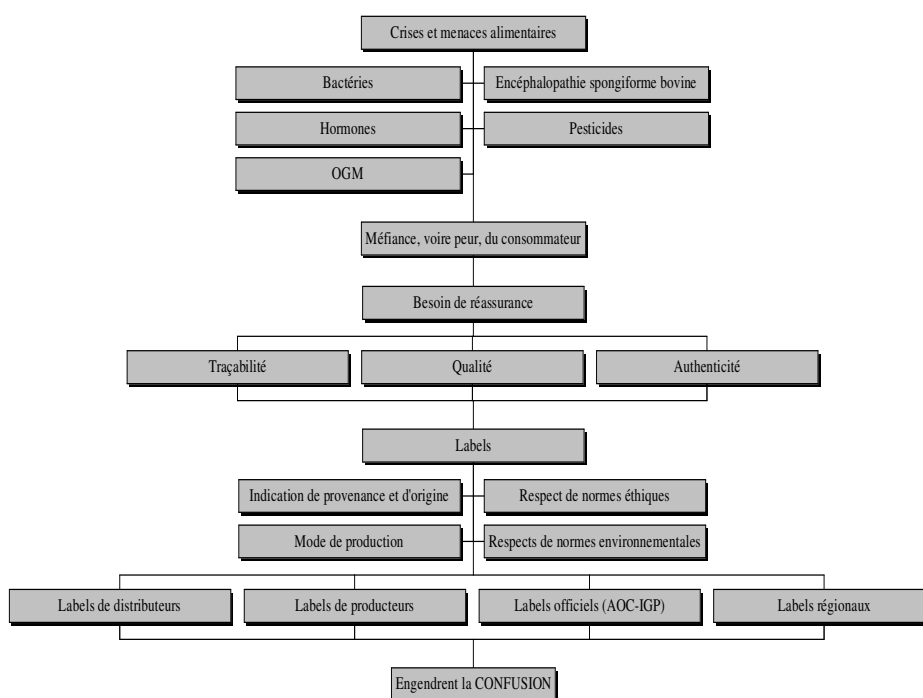 Crises et menaces alimentaires
Bactéries
Encéphalopathie spongiforme bovine
Hormones
Pesticides
OGM
Méfiance, voire peur, du consommateur
Besoin de réassurance
Traçabilité
Qualité
Authenticité
Labels
Indication de provenance et d'origine
Respect de normes éthiques
Mode de production
Respects de normes environnementales
Labels de distributeurs
Labels de producteurs
Labels officiels (AOC-IGP)
Labels régionaux
Engendrent la CONFUSION